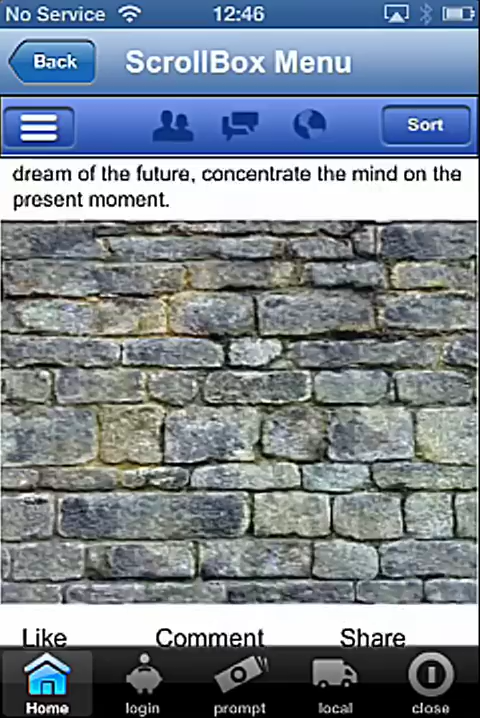 No Service 12:46
Back ScrollBox Menu
Sort
dream of the future, concentrate the mind on the
present moment.
Like Comment Share
Home login prompt local close